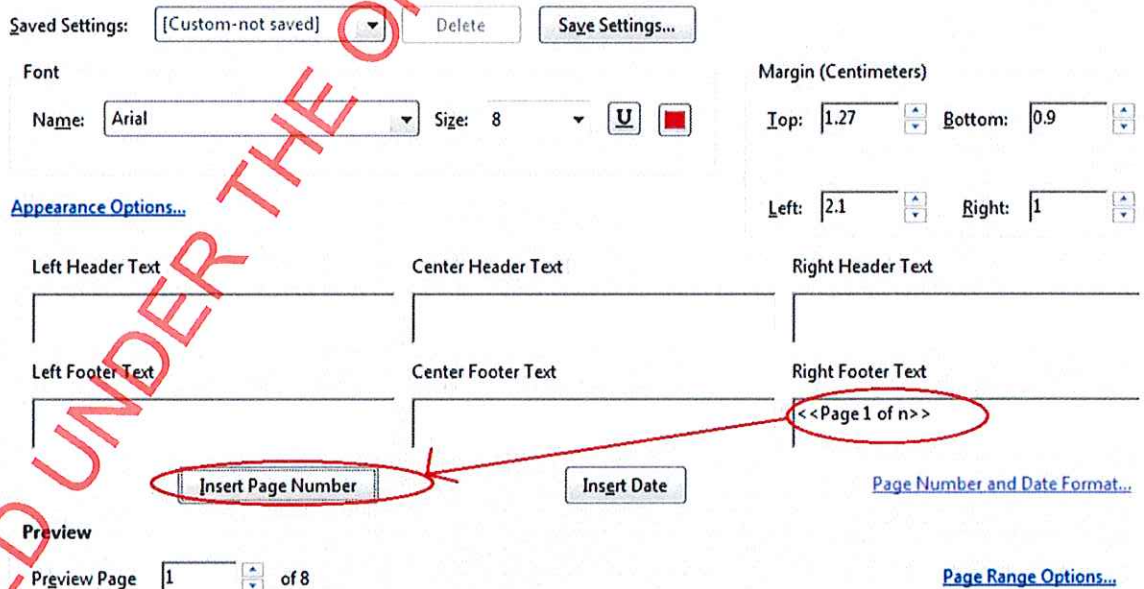 Saved Settings: [Custom-not saved] Delete Save Settings...
Font Margin (Centimeters)
Name: Arial Size: 8 U Top: 1.27 Bottom: 0.9
Appearance Options... Left: 2.1 Right: 1
Left Header Text Center Header Text Right Header Text
Left Footer Text Center Footer Text Right Footer Text
<<Page 1 of n>>
Insert Page Number Insert Date Page Number and Date Format...
Preview
Preview Page 1 of 8 Page Range Options...
UNDER THE